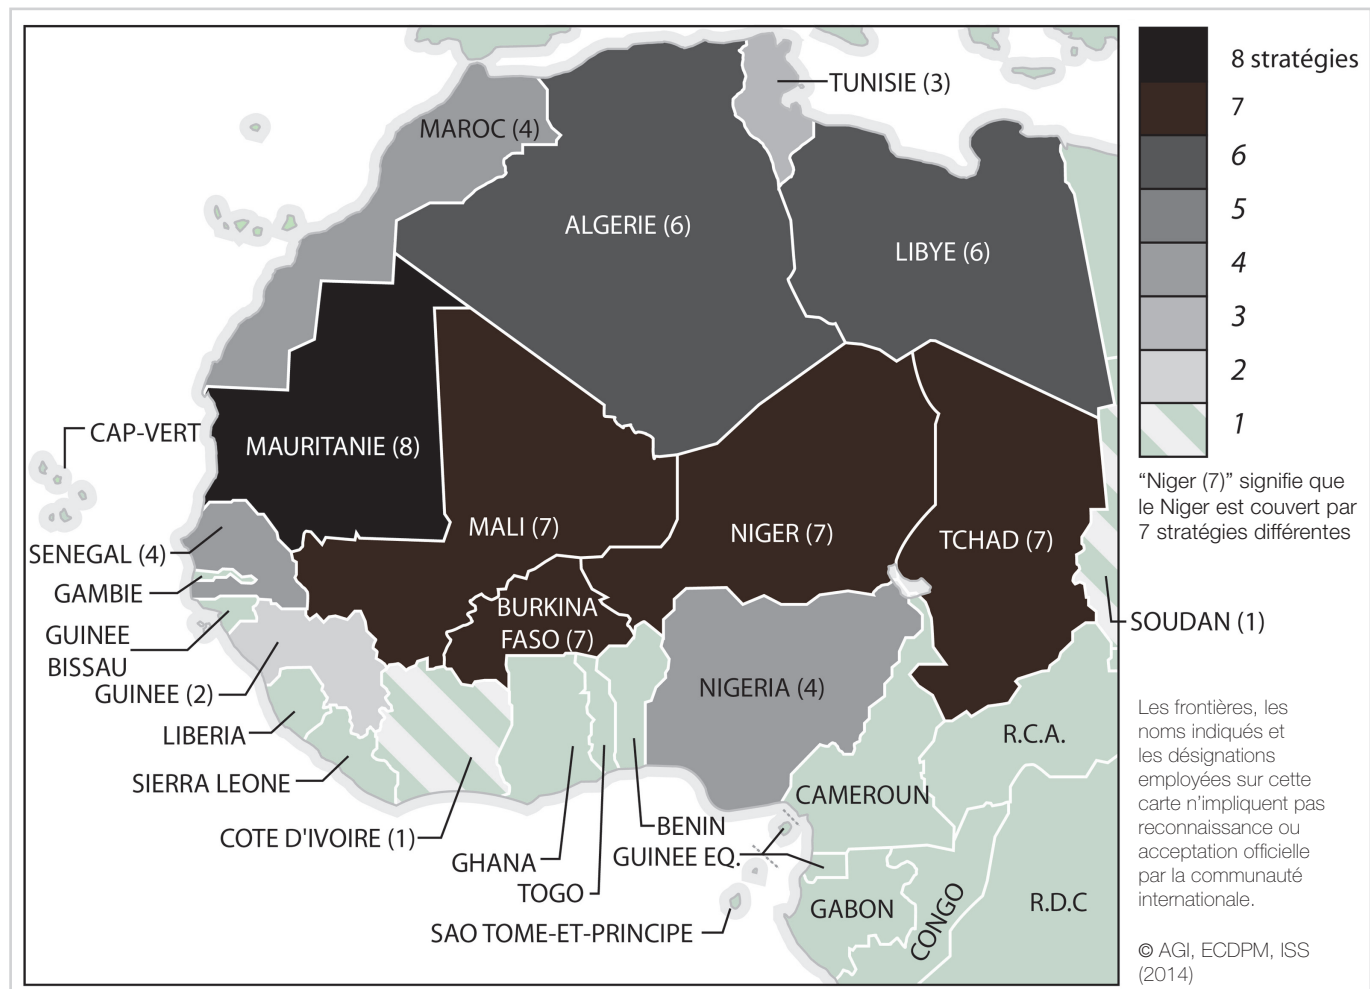 TUNISIE (3)
MAROC (4)
ALGERIE (6)
LIBYE (6)
CAP-VERT
MAURITANIE (8)
MALI (7)
NIGER (7)
TCHAD (7)
SENEGAL (4)
GAMBIE
BURKINA
FASO (7)
GUINEE
BISSAU
SOUDAN (1)
GUINEE (2)
NIGERIA (4)
LIBERIA
R.C.A.
SIERRA LEONE
CAMEROUN
COTE D'IVOIRE (1)
BENIN
GHANA
GUINEE EQ.
TOGO
GABON
CONGO
R.D.C
SAO TOME-ET-PRINCIPE
8 stratégies
7
6
5
4
3
2
1
“Niger (7)” signifie que
le Niger est couvert par
7 stratégies différentes
Les frontières, les
noms indiqués et
les désignations
employées sur cette
carte n’impliquent pas
reconnaissance ou
acceptation officielle
par la communauté
internationale.
© AGI, ECDPM, ISS
(2014)